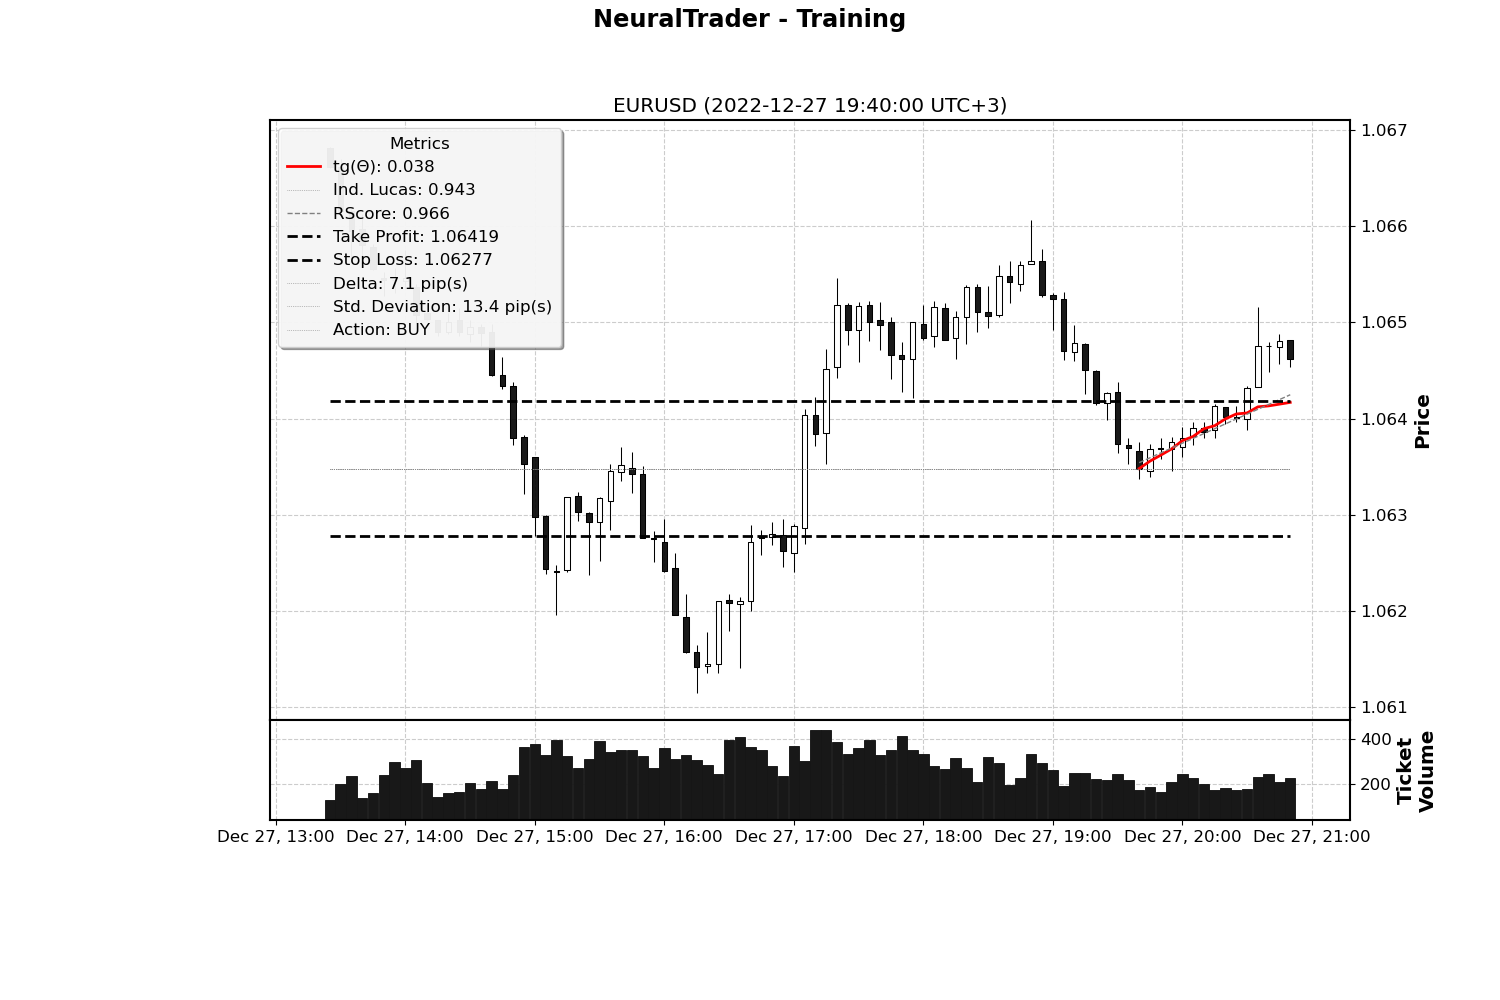 NeuralTrader - Training
EURUSD (2022-12-27 19:40:00 UTC+3)
Metrics
tg(Θ): 0.038
Ind. Lucas: 0.943
RScore: 0.966
Take Profit: 1.06419
Stop Loss: 1.06277
Delta: 7.1 pip(s)
Std. Deviation: 13.4 pip(s)
Action: BUY
1.067
1.066
1.065
1.064
1.063
1.062
1.061
Price
400
200
Ticket
Volume
Dec 27, 13:00 Dec 27, 14:00 Dec 27, 15:00 Dec 27, 16:00 Dec 27, 17:00 Dec 27, 18:00 Dec 27, 19:00 Dec 27, 20:00 Dec 27, 21:00